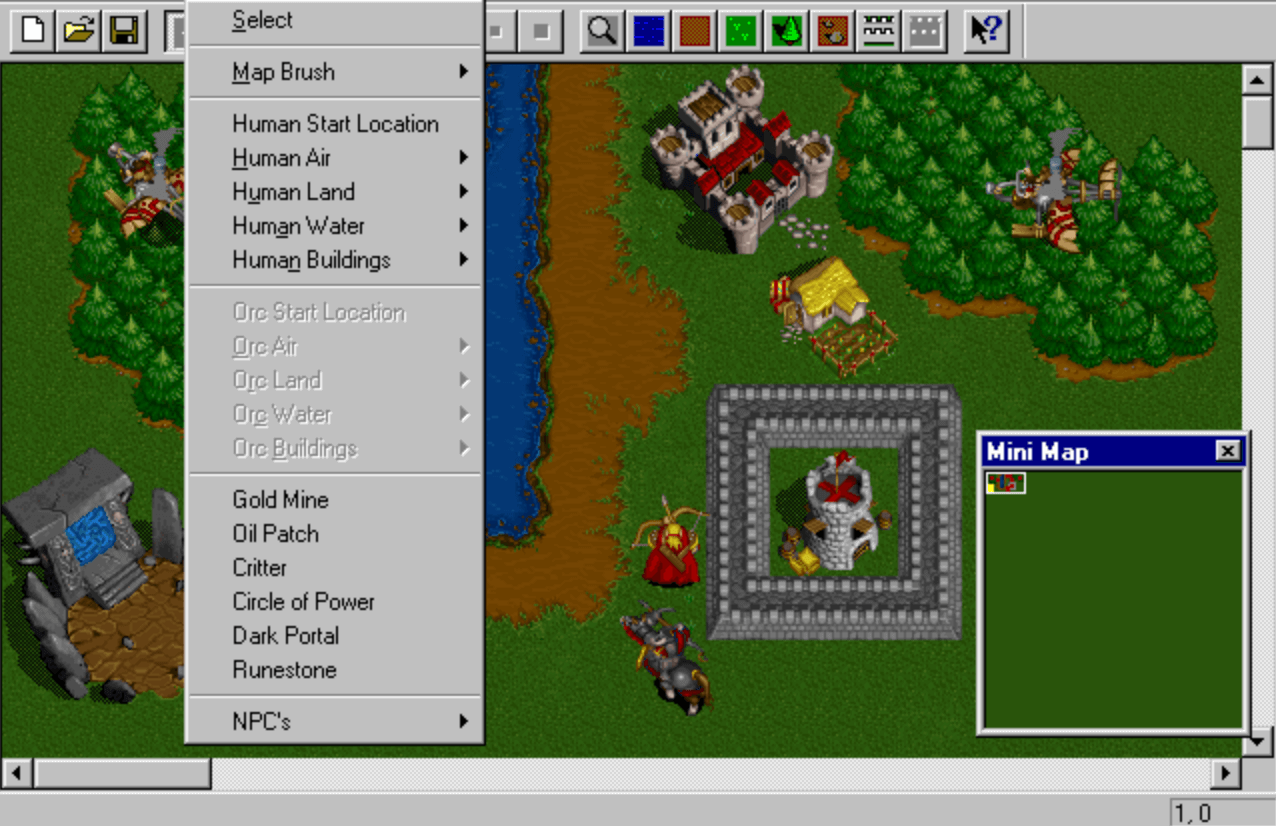 Select
Map Brush
Human Start Location
Human Air
Human Land
Human Water
Human Buildings
Orc Start Location
Orc Air
Orc Land
Orc Water
Orc Buildings
Gold Mine
Oil Patch
Critter
Circle of Power
Dark Portal
Runestone
NPC's
Mini Map
1, 0